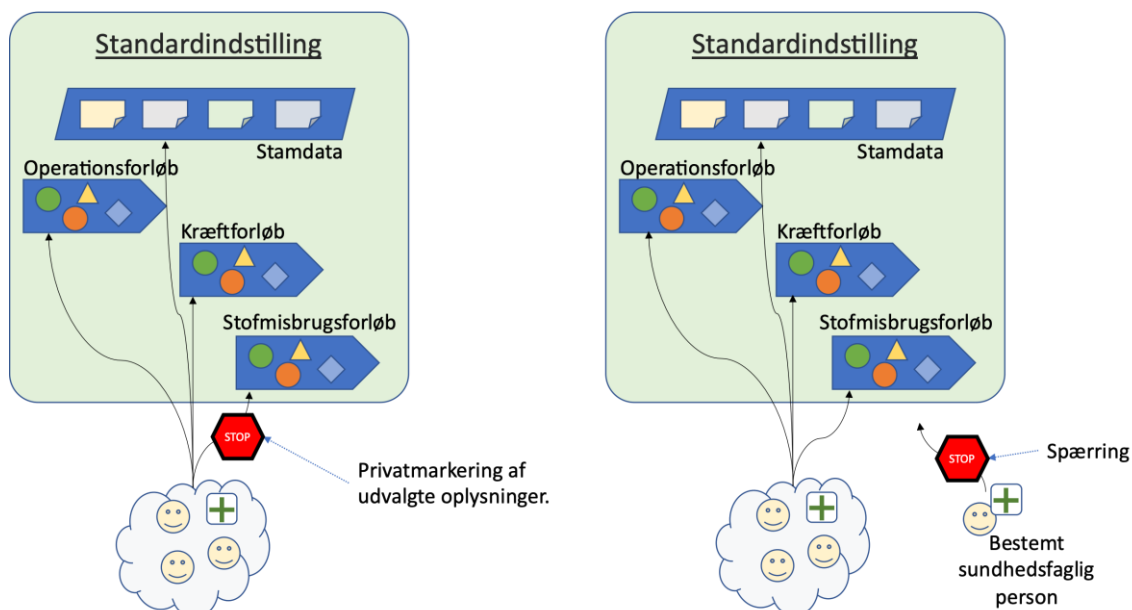 Standardindstilling
Stamdata
Operationsforløb
Kræftforløb
Stofmisbrugsforløb
STOP
Privatmarkering af
udvalgte oplysninger.
Standardindstilling
Stamdata
Operationsforløb
Kræftforløb
Stofmisbrugsforløb
STOP
Spærring
Bestemt
sundhedsfaglig
person